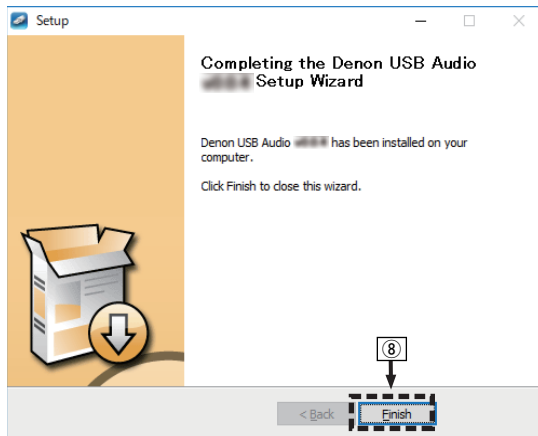 Setup
Completing the Denon USB Audio
Setup Wizard
Denon USB Audio has been installed on your
computer.
Click Finish to close this wizard.
⑧
< Back
Finish